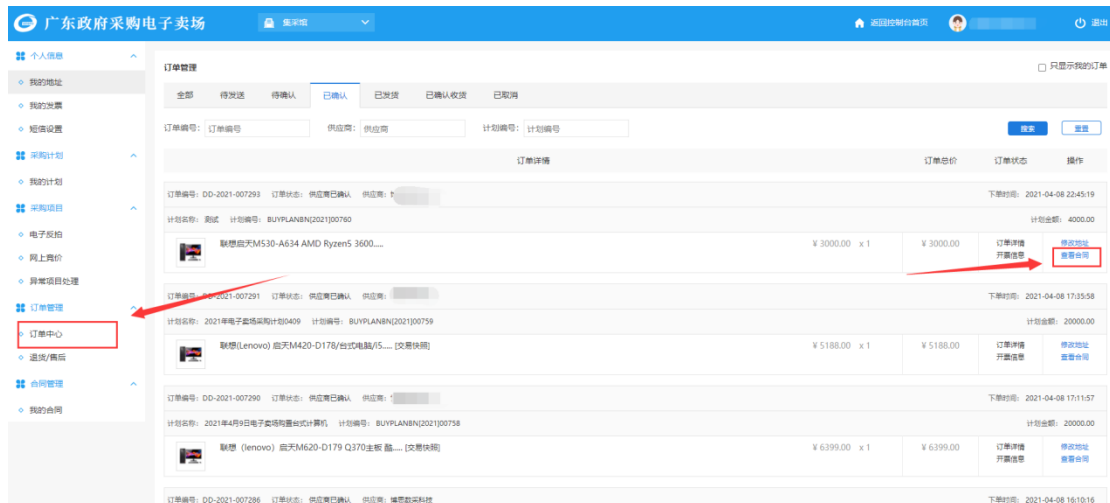 广东政府采购电子卖场 集采馆 返回控制台首页 退出
个人信息
我的地址
我的发票
短信设置
采购计划
我的计划
采购项目
电子反拍
网上竞价
异常项目处理
订单管理
订单中心
退货/售后
合同管理
我的合同
订单管理 只显示我的订单
全部 待发送 待确认 已确认 已发货 已确认收货 已取消
订单编号: 订单编号 供应商: 供应商 计划编号: 计划编号 搜索 重置
订单详情 订单总价 订单状态 操作
订单编号: DD-2021-007293 订单状态: 供应商已确认 供应商: 下单时间: 2021-04-08 22:45:19
计划名称: 测试 计划编号: BUYPLANBN[2021]00760 计划金额: 4000.00
联想启天M530-A634 AMD Ryzen5 3600..... ¥ 3000.00 x 1 ¥ 3000.00 订单详情 修改地址
开票信息 查看合同
订单编号: DD-2021-007291 订单状态: 供应商已确认 供应商: 下单时间: 2021-04-08 17:35:58
计划名称: 2021年电子卖场采购计划0409 计划编号: BUYPLANBN[2021]00759 计划金额: 20000.00
联想(Lenovo) 启天M420-D178/台式电脑/i5..... [交易快照] ¥ 5188.00 x 1 ¥ 5188.00 订单详情 修改地址
开票信息 查看合同
订单编号: DD-2021-007290 订单状态: 供应商已确认 供应商: 下单时间: 2021-04-08 17:11:57
计划名称: 2021年4月9日电子卖场购置台式计算机 计划编号: BUYPLANBN[2021]00758 计划金额: 20000.00
联想（lenovo）启天M620-D179 Q370主板 酷..... [交易快照] ¥ 6399.00 x 1 ¥ 6399.00 订单详情 修改地址
开票信息 查看合同
订单编号: DD-2021-007286 订单状态: 供应商已确认 供应商: 博思数采科技 下单时间: 2021-04-08 16:10:16